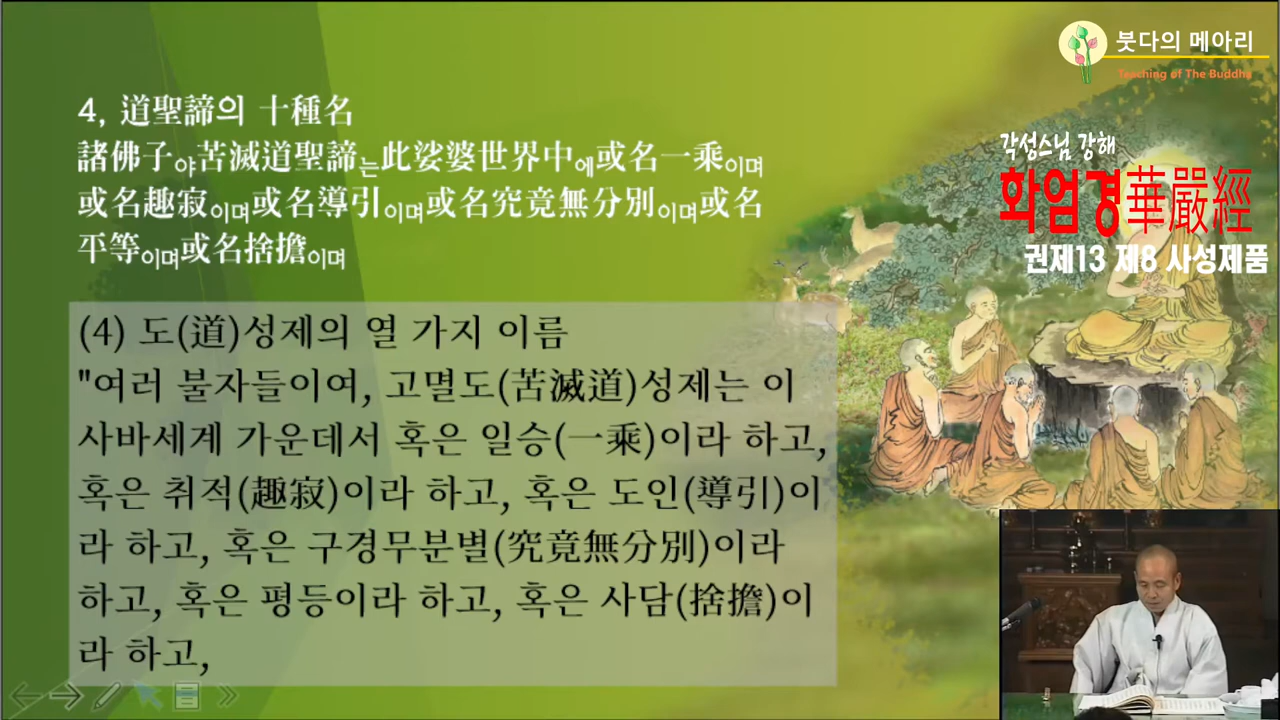 붓다의 메아리
Teaching of The Buddha
각성스님 강해
화엄경華嚴經
권제13 제8 사성제품
4, 道聖諦의 十種名
諸佛子야苦滅道聖諦는此娑婆世界中에或名一乘이며
或名趣寂이며或名導引이며或名究竟無分別이며或名
平等이며或名捨擔이며
(4) 도(道)성제의 열 가지 이름
"여러 불자들이여, 고멸도(苦滅道)성제는 이
사바세계 가운데서 혹은 일승(一乘)이라 하고,
혹은 취적(趣寂)이라 하고, 혹은 도인(導引)이
라 하고, 혹은 구경무분별(究竟無分別)이라
하고, 혹은 평등이라 하고, 혹은 사담(捨擔)이
라 하고,